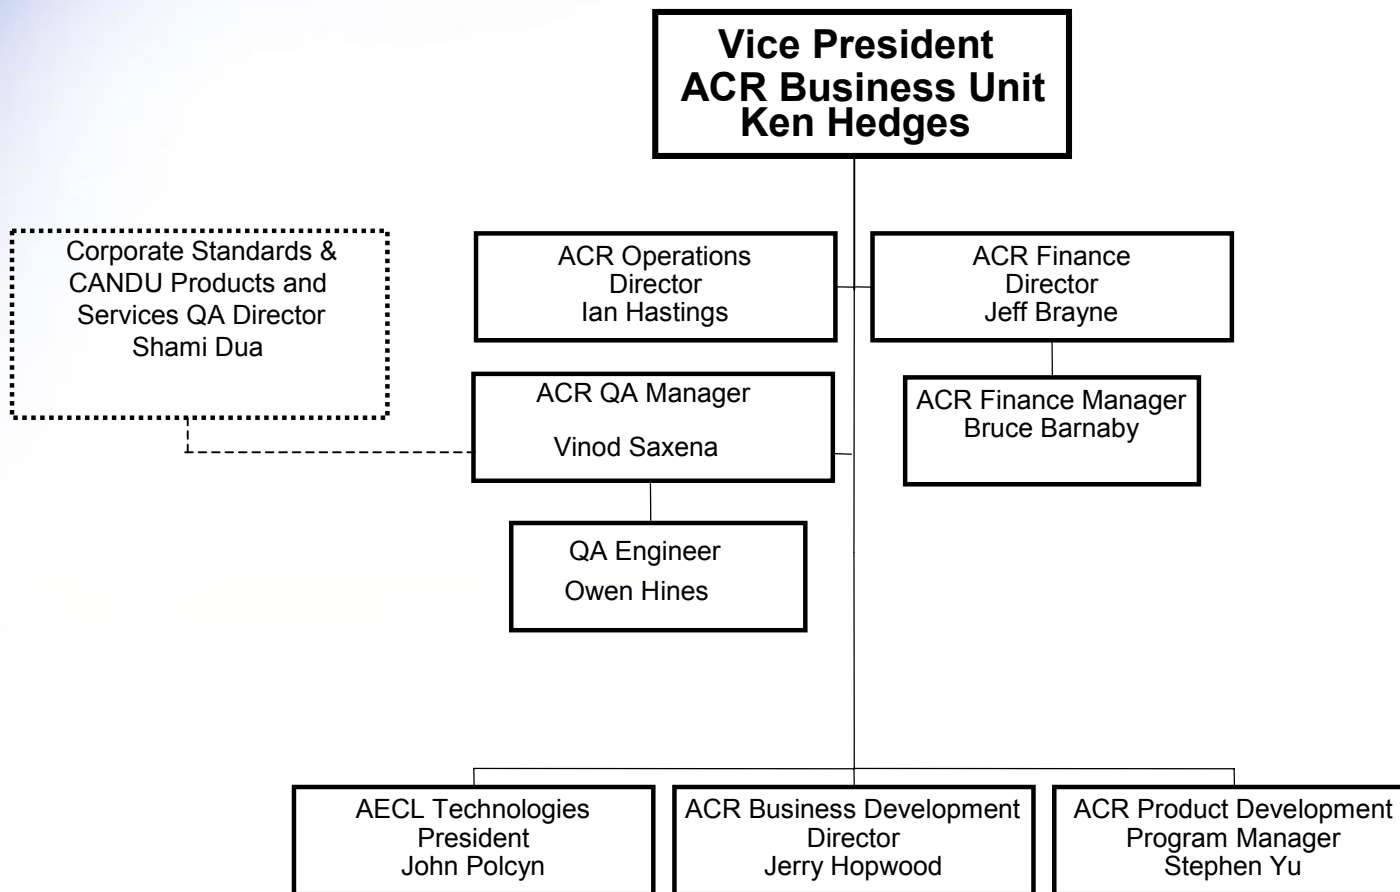 Vice President
ACR Business Unit
Ken Hedges
Corporate Standards &
CANDU Products and
Services QA Director
Shami Dua
ACR Operations
Director
Ian Hastings
ACR Finance
Director
Jeff Brayne
ACR QA Manager
Vinod Saxena
ACR Finance Manager
Bruce Barnaby
QA Engineer
Owen Hines
AECL Technologies
President
John Polcyn
ACR Business Development
Director
Jerry Hopwood
ACR Product Development
Program Manager
Stephen Yu